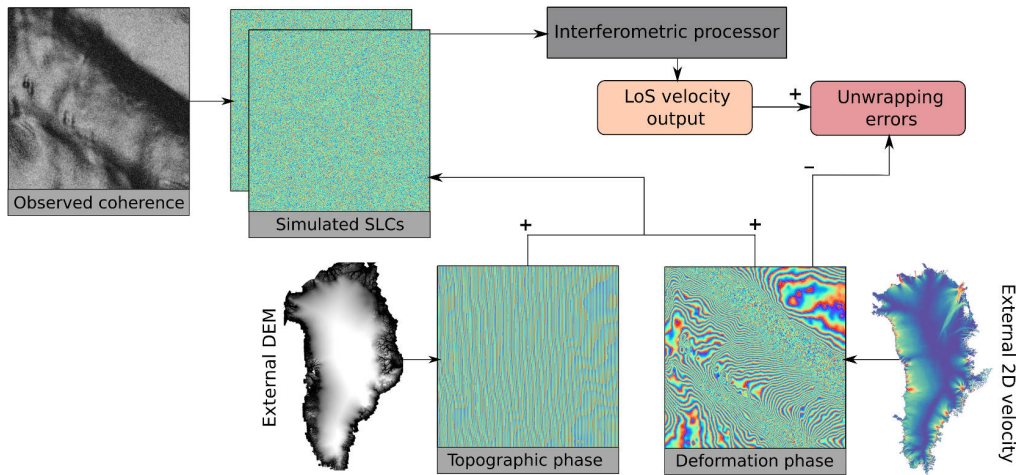 Observed coherence
Simulated SLCs
Interferometric processor
LoS velocity
output
+
Unwrapping
errors
−
+
+
External DEM
Topographic phase
Deformation phase
External 2D velocity